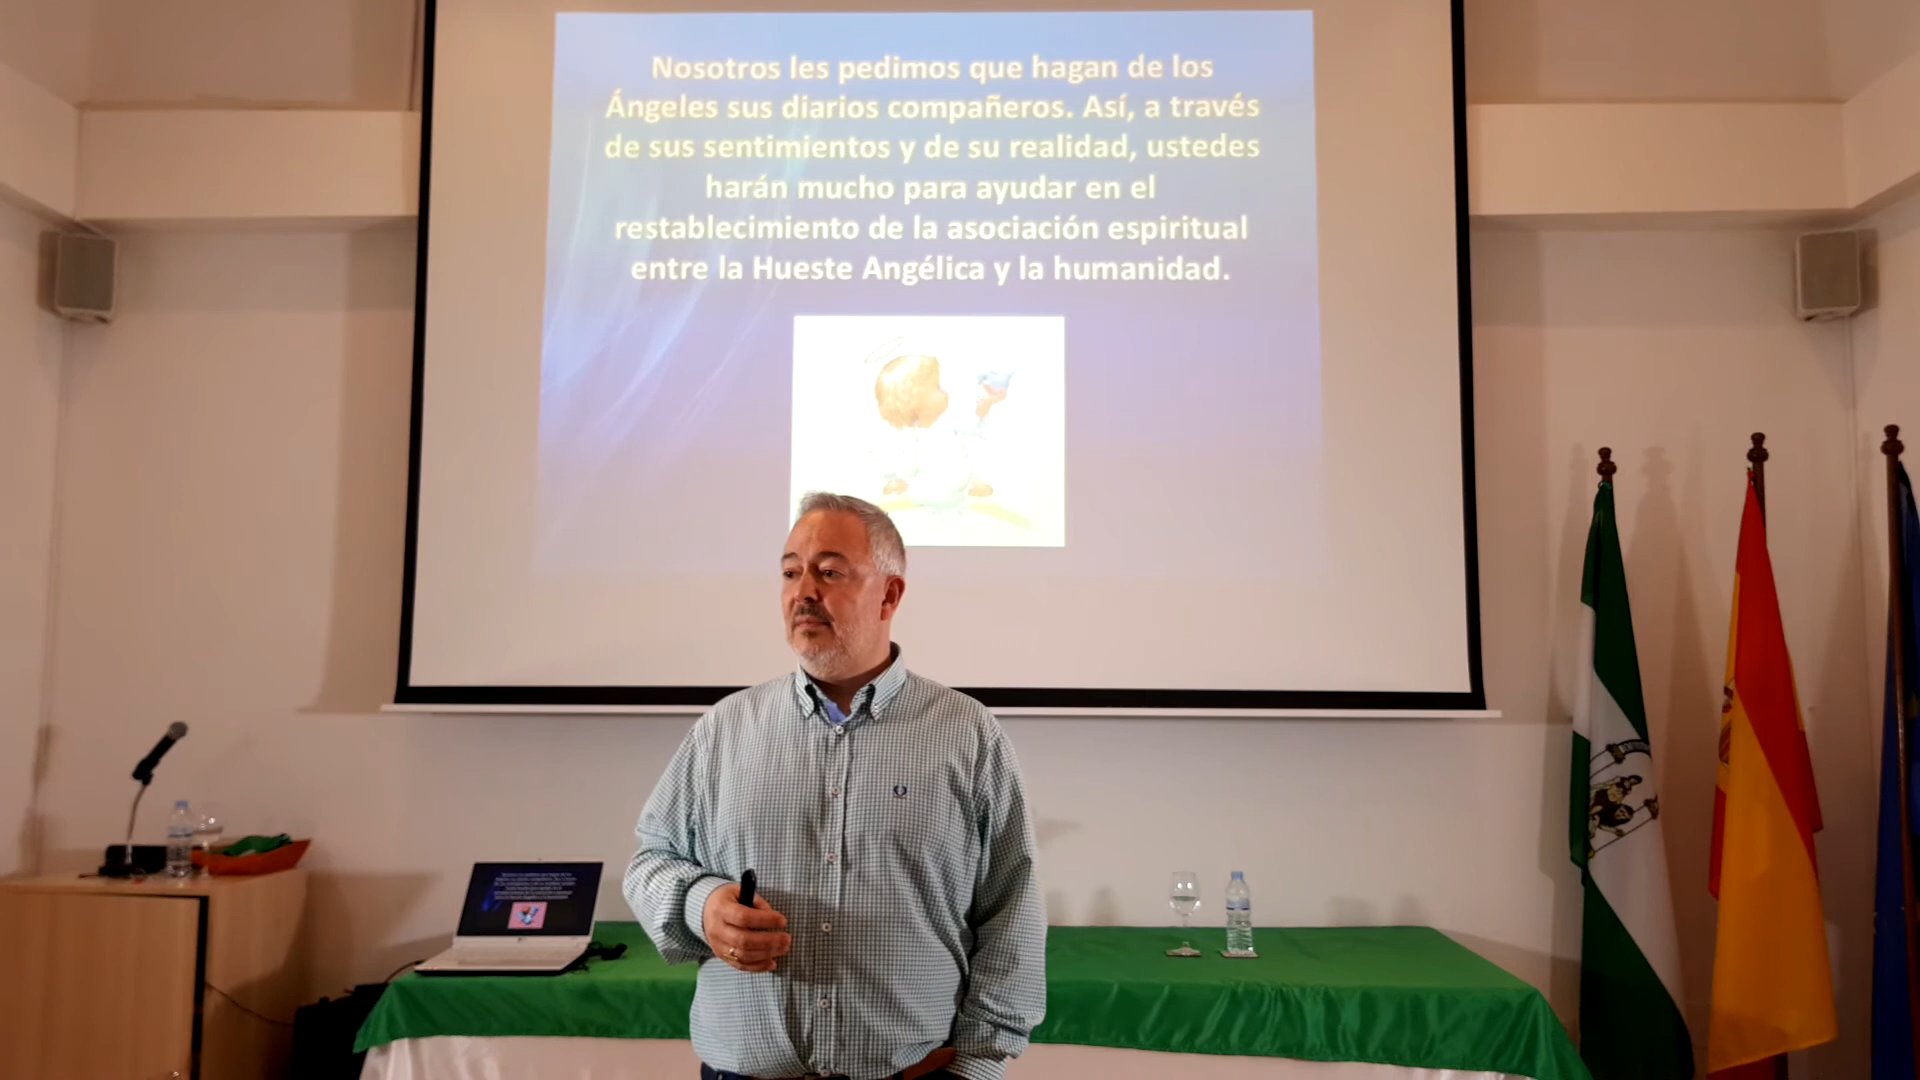 Nosotros les pedimos que hagan de los
Ángeles sus diarios compañeros. Así, a través
de sus sentimientos y de su realidad, ustedes
harán mucho para ayudar en el
restablecimiento de la asociación espiritual
entre la Hueste Angélica y la humanidad.